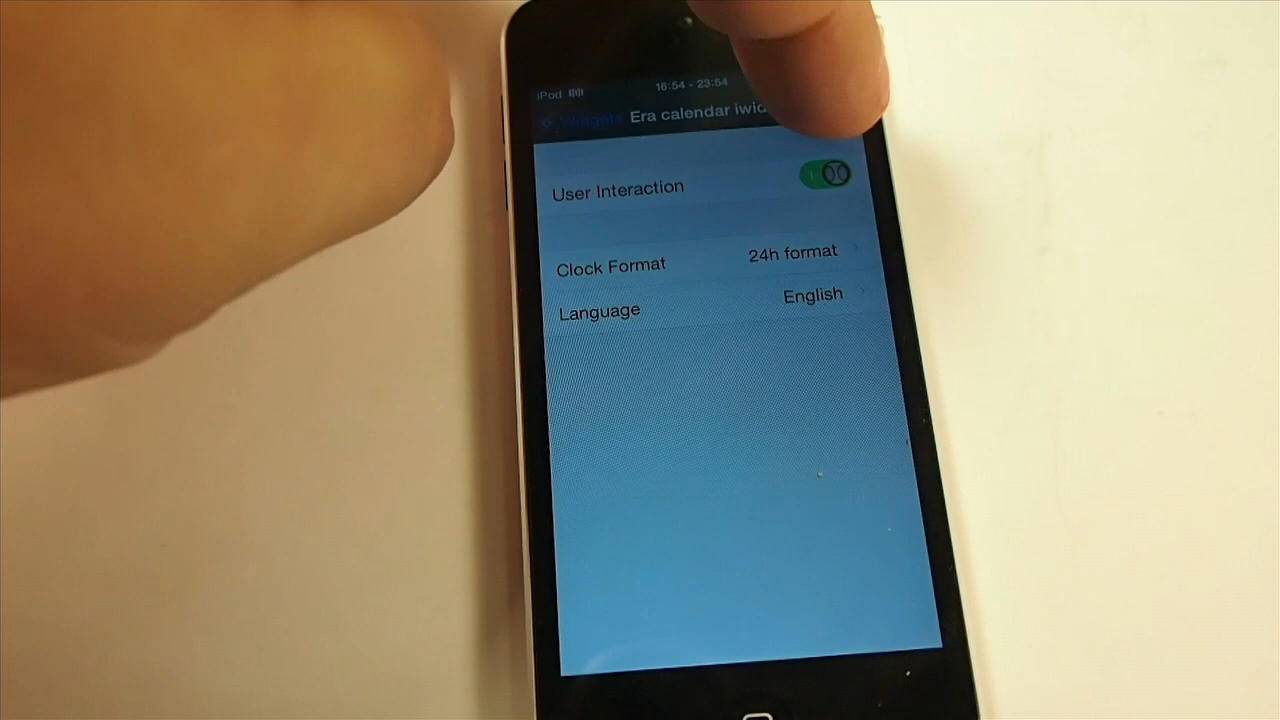 iPod 16:54 - 23:54
Widgets Era calendar iwid
User Interaction
Clock Format 24h format
Language English